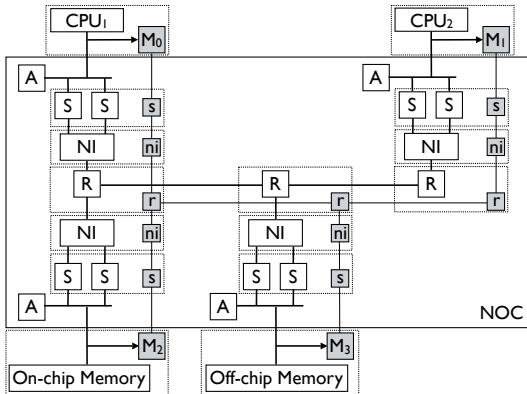 CPU₁ M₀ CPU₂ M₁
A A
S S s S S s
NI ni NI ni
R R R
r r r
NI ni NI ni
S S s S S s
A A NOC
M₂ M₃
On-chip Memory Off-chip Memory